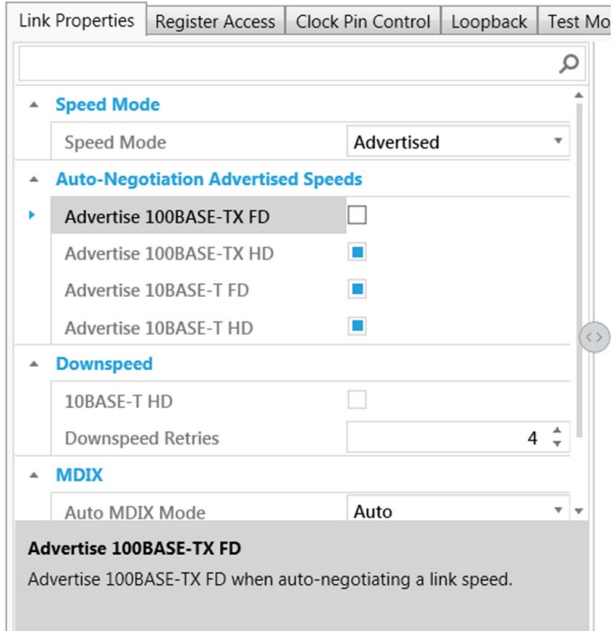 Link Properties Register Access Clock Pin Control Loopback Test Mo
Speed Mode
Speed Mode Advertised
Auto-Negotiation Advertised Speeds
Advertise 100BASE-TX FD
Advertise 100BASE-TX HD
Advertise 10BASE-T FD
Advertise 10BASE-T HD
Downspeed
10BASE-T HD
Downspeed Retries 4
MDIX
Auto MDIX Mode Auto
Advertise 100BASE-TX FD
Advertise 100BASE-TX FD when auto-negotiating a link speed.